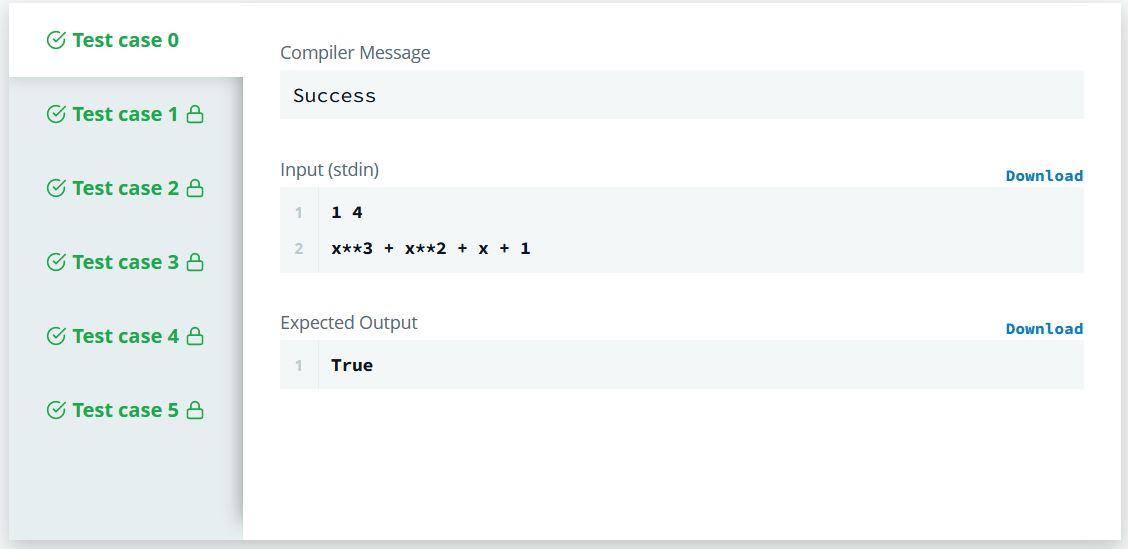 Test case 0
Test case 1
Test case 2
Test case 3
Test case 4
Test case 5
Compiler Message
Success
Input (stdin)
Download
1 1 4
2 x**3 + x**2 + x + 1
Expected Output
Download
1 True